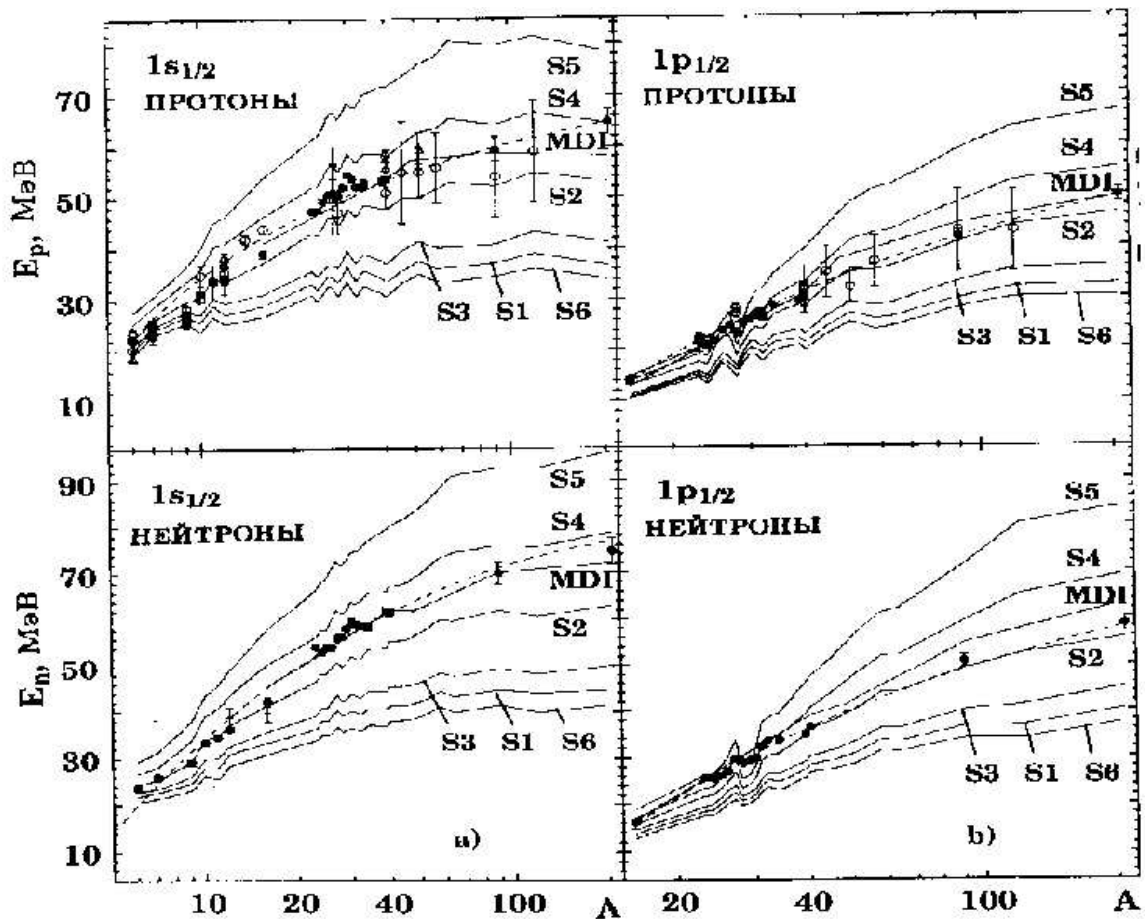 1s1/2
ПРОТОНЫ
S5
S4
MDI
S2
S3 S1 S6
70
50
30
10
Ep, МэВ
1p1/2
ПРОТОПЫ
S5
S4
MDI
S2
S3 S1 S6
1s1/2
НЕЙТРОНЫ
S5
S4
MDI
S2
S3 S1 S6
90
70
50
30
10
En, МэВ
a)
10 20 40 100 A
1p1/2
НЕЙТРОНЫ
S5
S4
MDI
S2
S3 S1 S6
b)
20 40 100 A